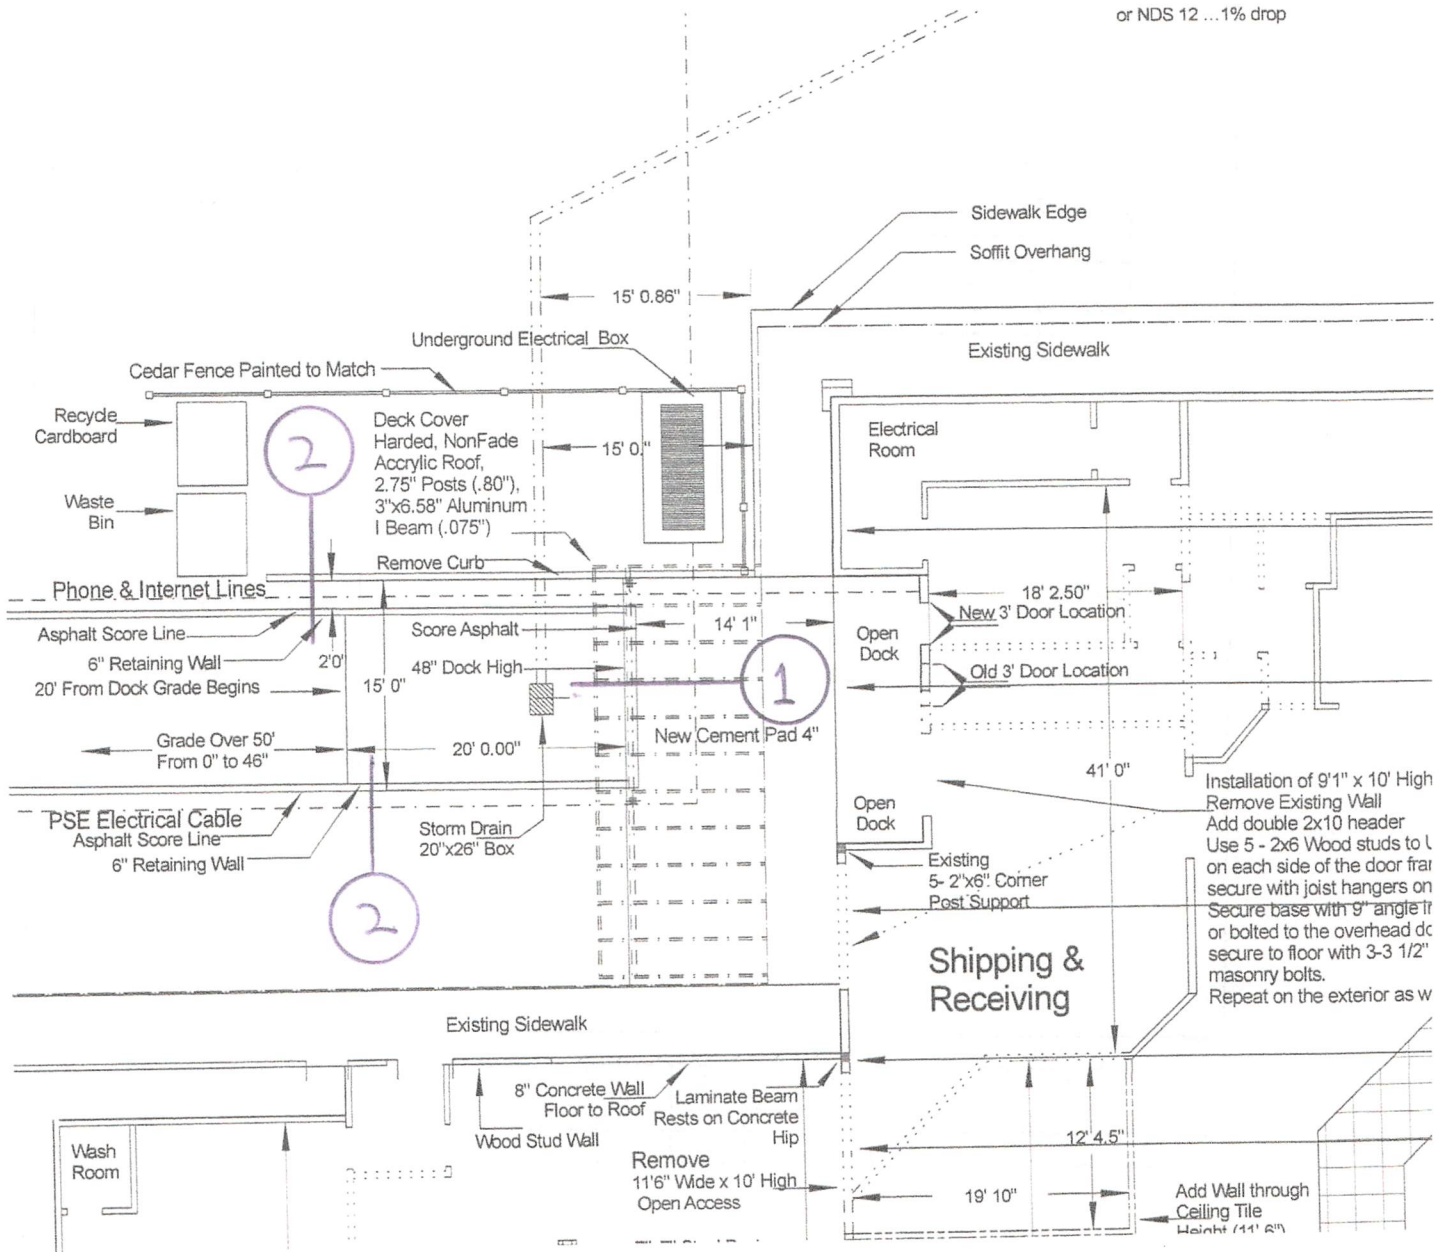 or NDS 12 ...1% drop
Sidewalk Edge
Soffit Overhang
15' 0.86"
Underground Electrical Box
Existing Sidewalk
Cedar Fence Painted to Match
Recycle
Cardboard
2
Deck Cover
Harded, NonFade
Accrylic Roof,
2.75" Posts (.80"),
3"x6.58" Aluminum
I Beam (.075")
15' 0."
Electrical
Room
Waste
Bin
Remove Curb
Phone & Internet Lines
18' 2.50"
New 3' Door Location
Asphalt Score Line
Score Asphalt
14' 1"
Open
Dock
6" Retaining Wall
2'0"
48" Dock High
Old 3' Door Location
20' From Dock Grade Begins
15' 0"
1
New Cement Pad 4"
Grade Over 50'
From 0" to 46"
20' 0.00"
41' 0"
Installation of 9'1" x 10' High
Remove Existing Wall
Add double 2x10 header
Use 5 - 2x6 Wood studs to
on each side of the door
secure with joist hangers on
Secure base with 9" angle
or bolted to the overhead
secure to floor with 3-3 1/2"
masonry bolts.
Repeat on the exterior as
PSE Electrical Cable
Asphalt Score Line
6" Retaining Wall
Storm Drain
20"x26" Box
Open
Dock
Existing
5- 2"x6" Corner
Post Support
2
Shipping &
Receiving
Existing Sidewalk
8" Concrete Wall
Floor to Roof
Laminate Beam
Rests on Concrete
Hip
Wood Stud Wall
Wash
Room
Remove
11'6" Wide x 10' High
Open Access
12' 4.5"
19' 10"
Add Wall through
Ceiling Tile
Height (11' 6")